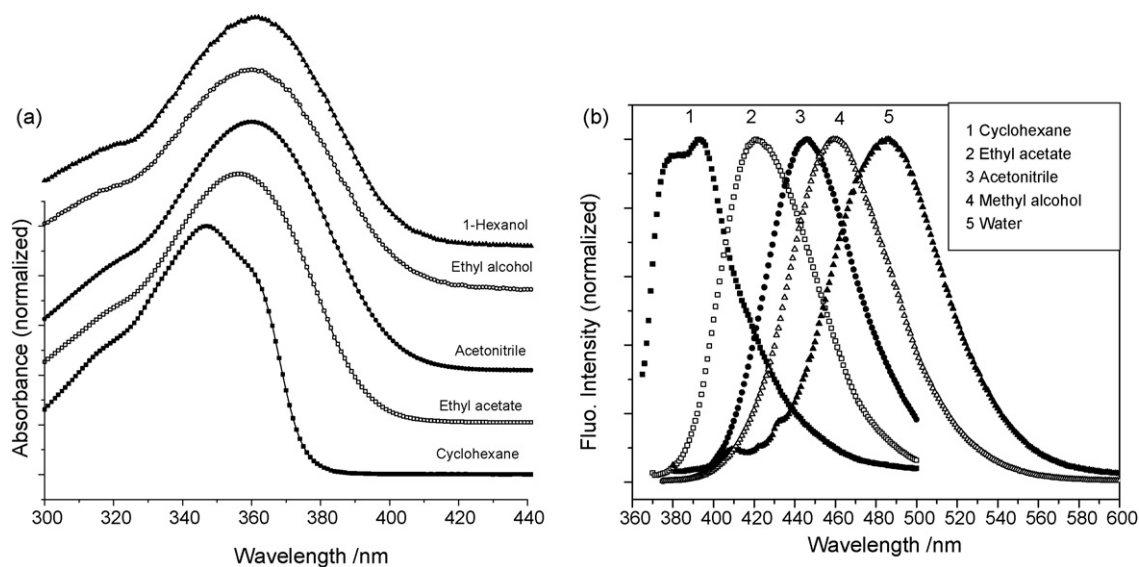 (a)
Absorbance (normalized)
1-Hexanol
Ethyl alcohol
Acetonitrile
Ethyl acetate
Cyclohexane
300 320 340 360 380 400 420 440
Wavelength /nm
(b)
Fluo. Intensity (normalized)
1 2 3 4 5
1 Cyclohexane
2 Ethyl acetate
3 Acetonitrile
4 Methyl alcohol
5 Water
360 380 400 420 440 460 480 500 520 540 560 580 600
Wavelength /nm